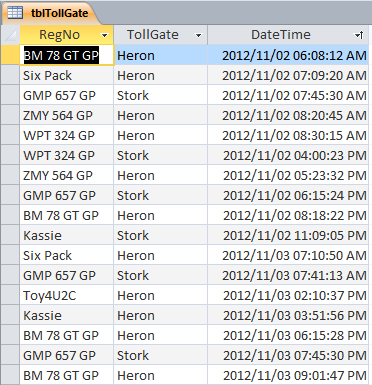 tblTollGate
RegNo TollGate DateTime
BM 78 GT GP Heron 2012/11/02 06:08:12 AM
Six Pack Heron 2012/11/02 07:09:20 AM
GMP 657 GP Stork 2012/11/02 07:45:30 AM
ZMY 564 GP Heron 2012/11/02 08:20:45 AM
WPT 324 GP Heron 2012/11/02 08:30:15 AM
WPT 324 GP Stork 2012/11/02 04:00:23 PM
ZMY 564 GP Heron 2012/11/02 05:23:32 PM
GMP 657 GP Stork 2012/11/02 06:15:24 PM
BM 78 GT GP Heron 2012/11/02 08:18:22 PM
Kassie Stork 2012/11/02 11:09:05 PM
Six Pack Heron 2012/11/03 07:10:50 AM
GMP 657 GP Stork 2012/11/03 07:41:13 AM
Toy4U2C Heron 2012/11/03 02:10:37 PM
Kassie Heron 2012/11/03 03:51:56 PM
BM 78 GT GP Heron 2012/11/03 06:15:28 PM
GMP 657 GP Stork 2012/11/03 07:45:30 PM
BM 78 GT GP Heron 2012/11/03 09:01:47 PM